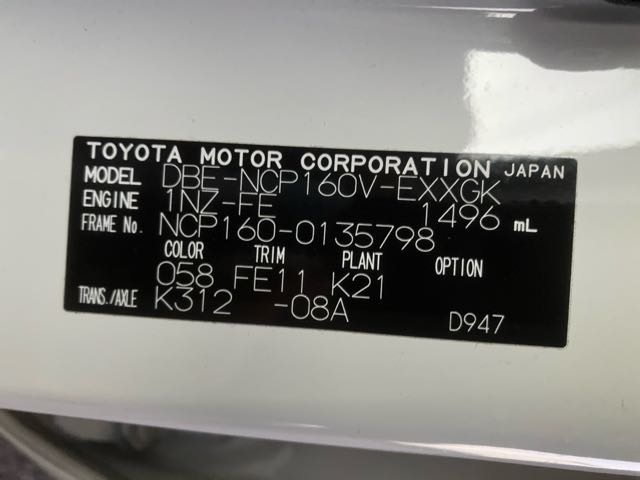 TOYOTA MOTOR CORPORATION JAPAN
MODEL DBE-NCP160V-EXXGK
ENGINE 1NZ-FE 1496 mL
FRAME No. NCP160-0135798
COLOR TRIM PLANT OPTION
058 FE11 K21
TRANS./AXLE K312 -08A
D947